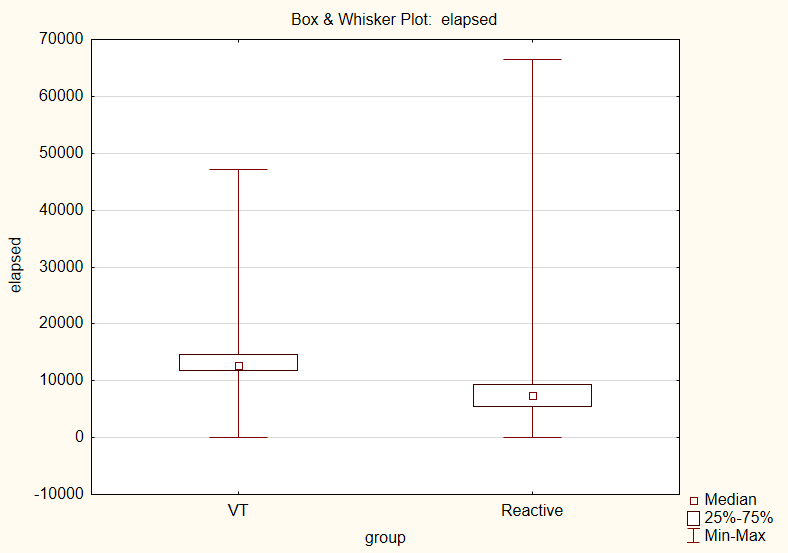 Box & Whisker Plot:  elapsed
70000
60000
50000
40000
30000
20000
10000
0
-10000
elapsed
VT
Reactive
group
Median
25%-75%
Min-Max